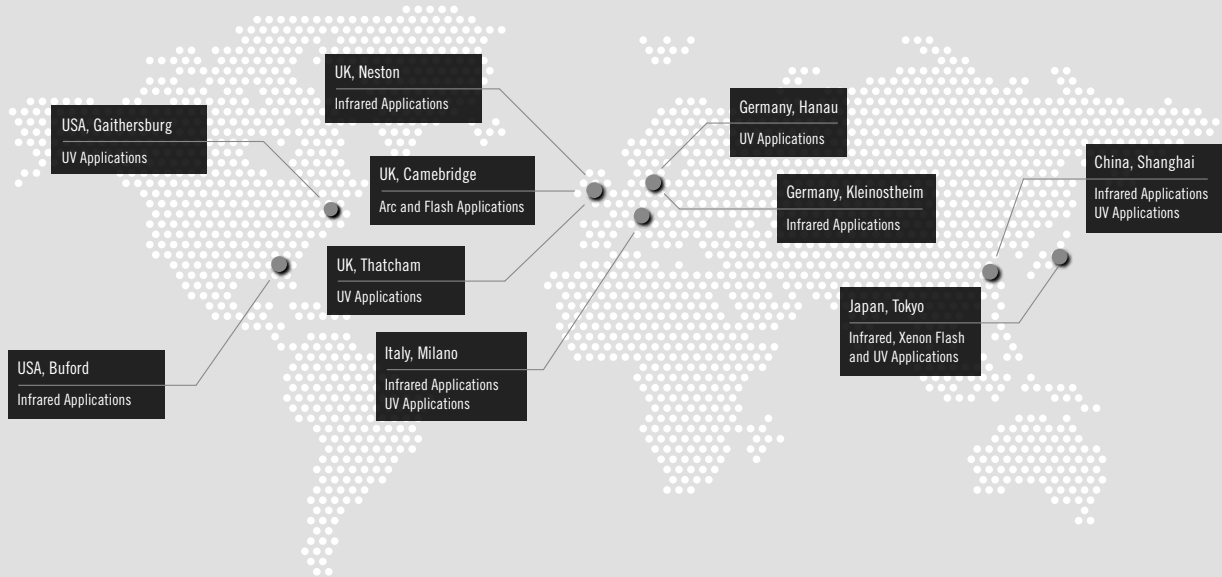 UK, Neston
Infrared Applications
USA, Gaithersburg
UV Applications
Germany, Hanau
UV Applications
UK, Camebridge
Arc and Flash Applications
China, Shanghai
Infrared Applications
UV Applications
Germany, Kleinostheim
Infrared Applications
UK, Thatcham
UV Applications
Japan, Tokyo
Infrared, Xenon Flash
and UV Applications
Italy, Milano
Infrared Applications
UV Applications
USA, Buford
Infrared Applications